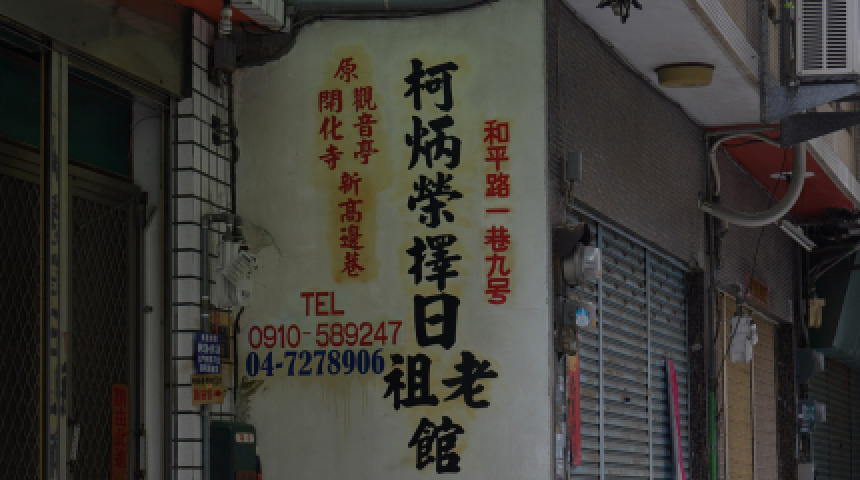 和平路一巷九号
柯炳榮擇日
老祖
館
原
觀音亭
開化寺
新高邊巷
TEL
0910-589247
04-7278906